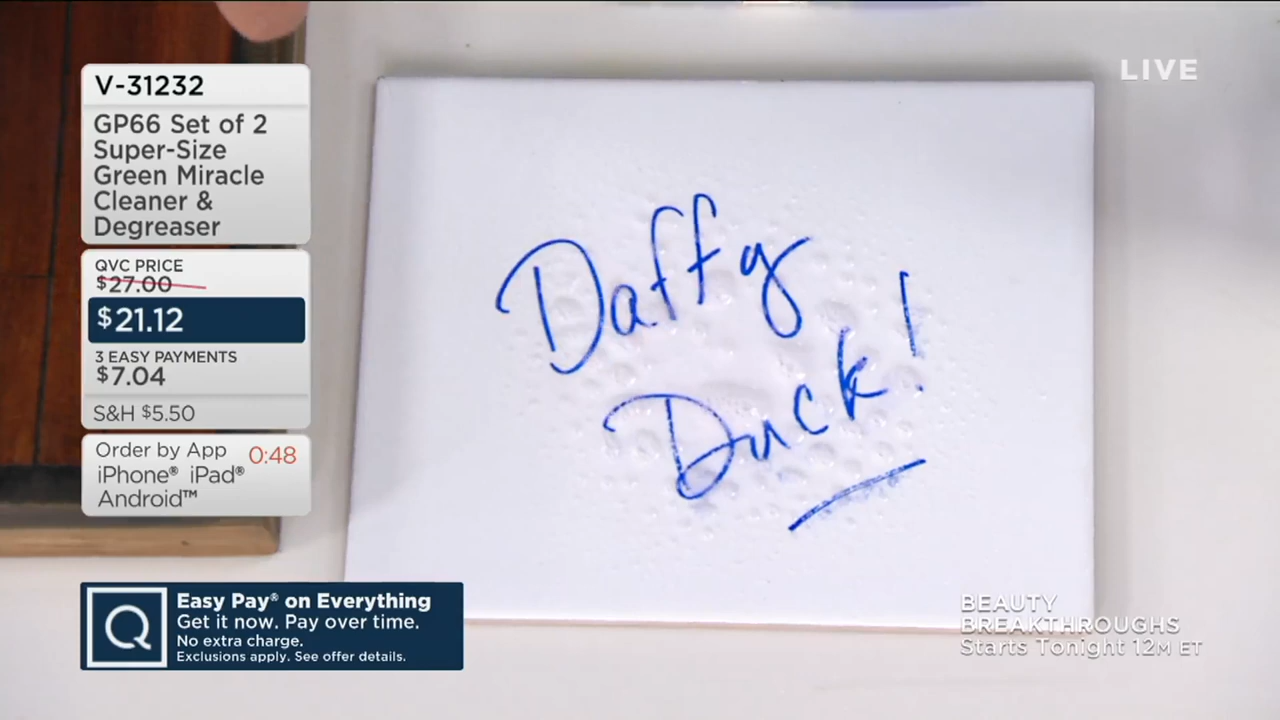 LIVE
V-31232
GP66 Set of 2
Super-Size
Green Miracle
Cleaner &
Degreaser
QVC PRICE
$27.00
$21.12
3 EASY PAYMENTS
$7.04
S&H $5.50
Order by App 0:48
iPhone® iPad®
Android™
Daffy
Duck!
Q
Easy Pay® on Everything
Get it now. Pay over time.
No extra charge.
Exclusions apply. See offer details.
BEAUTY
BREAKTHROUGHS
Starts Tonight 12M ET